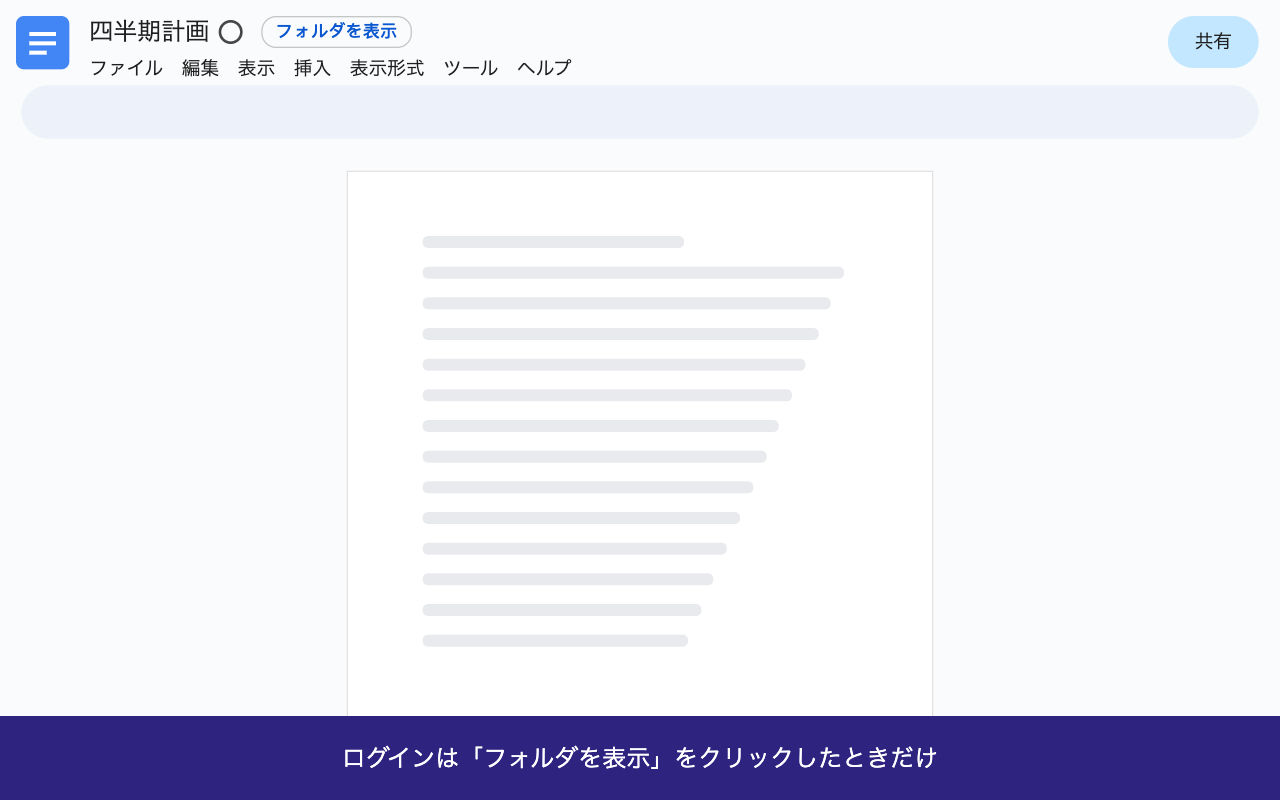 四半期計画 フォルダを表示
ファイル 編集 表示 挿入 表示形式 ツール ヘルプ
共有
ログインは「フォルダを表示」をクリックしたときだけ